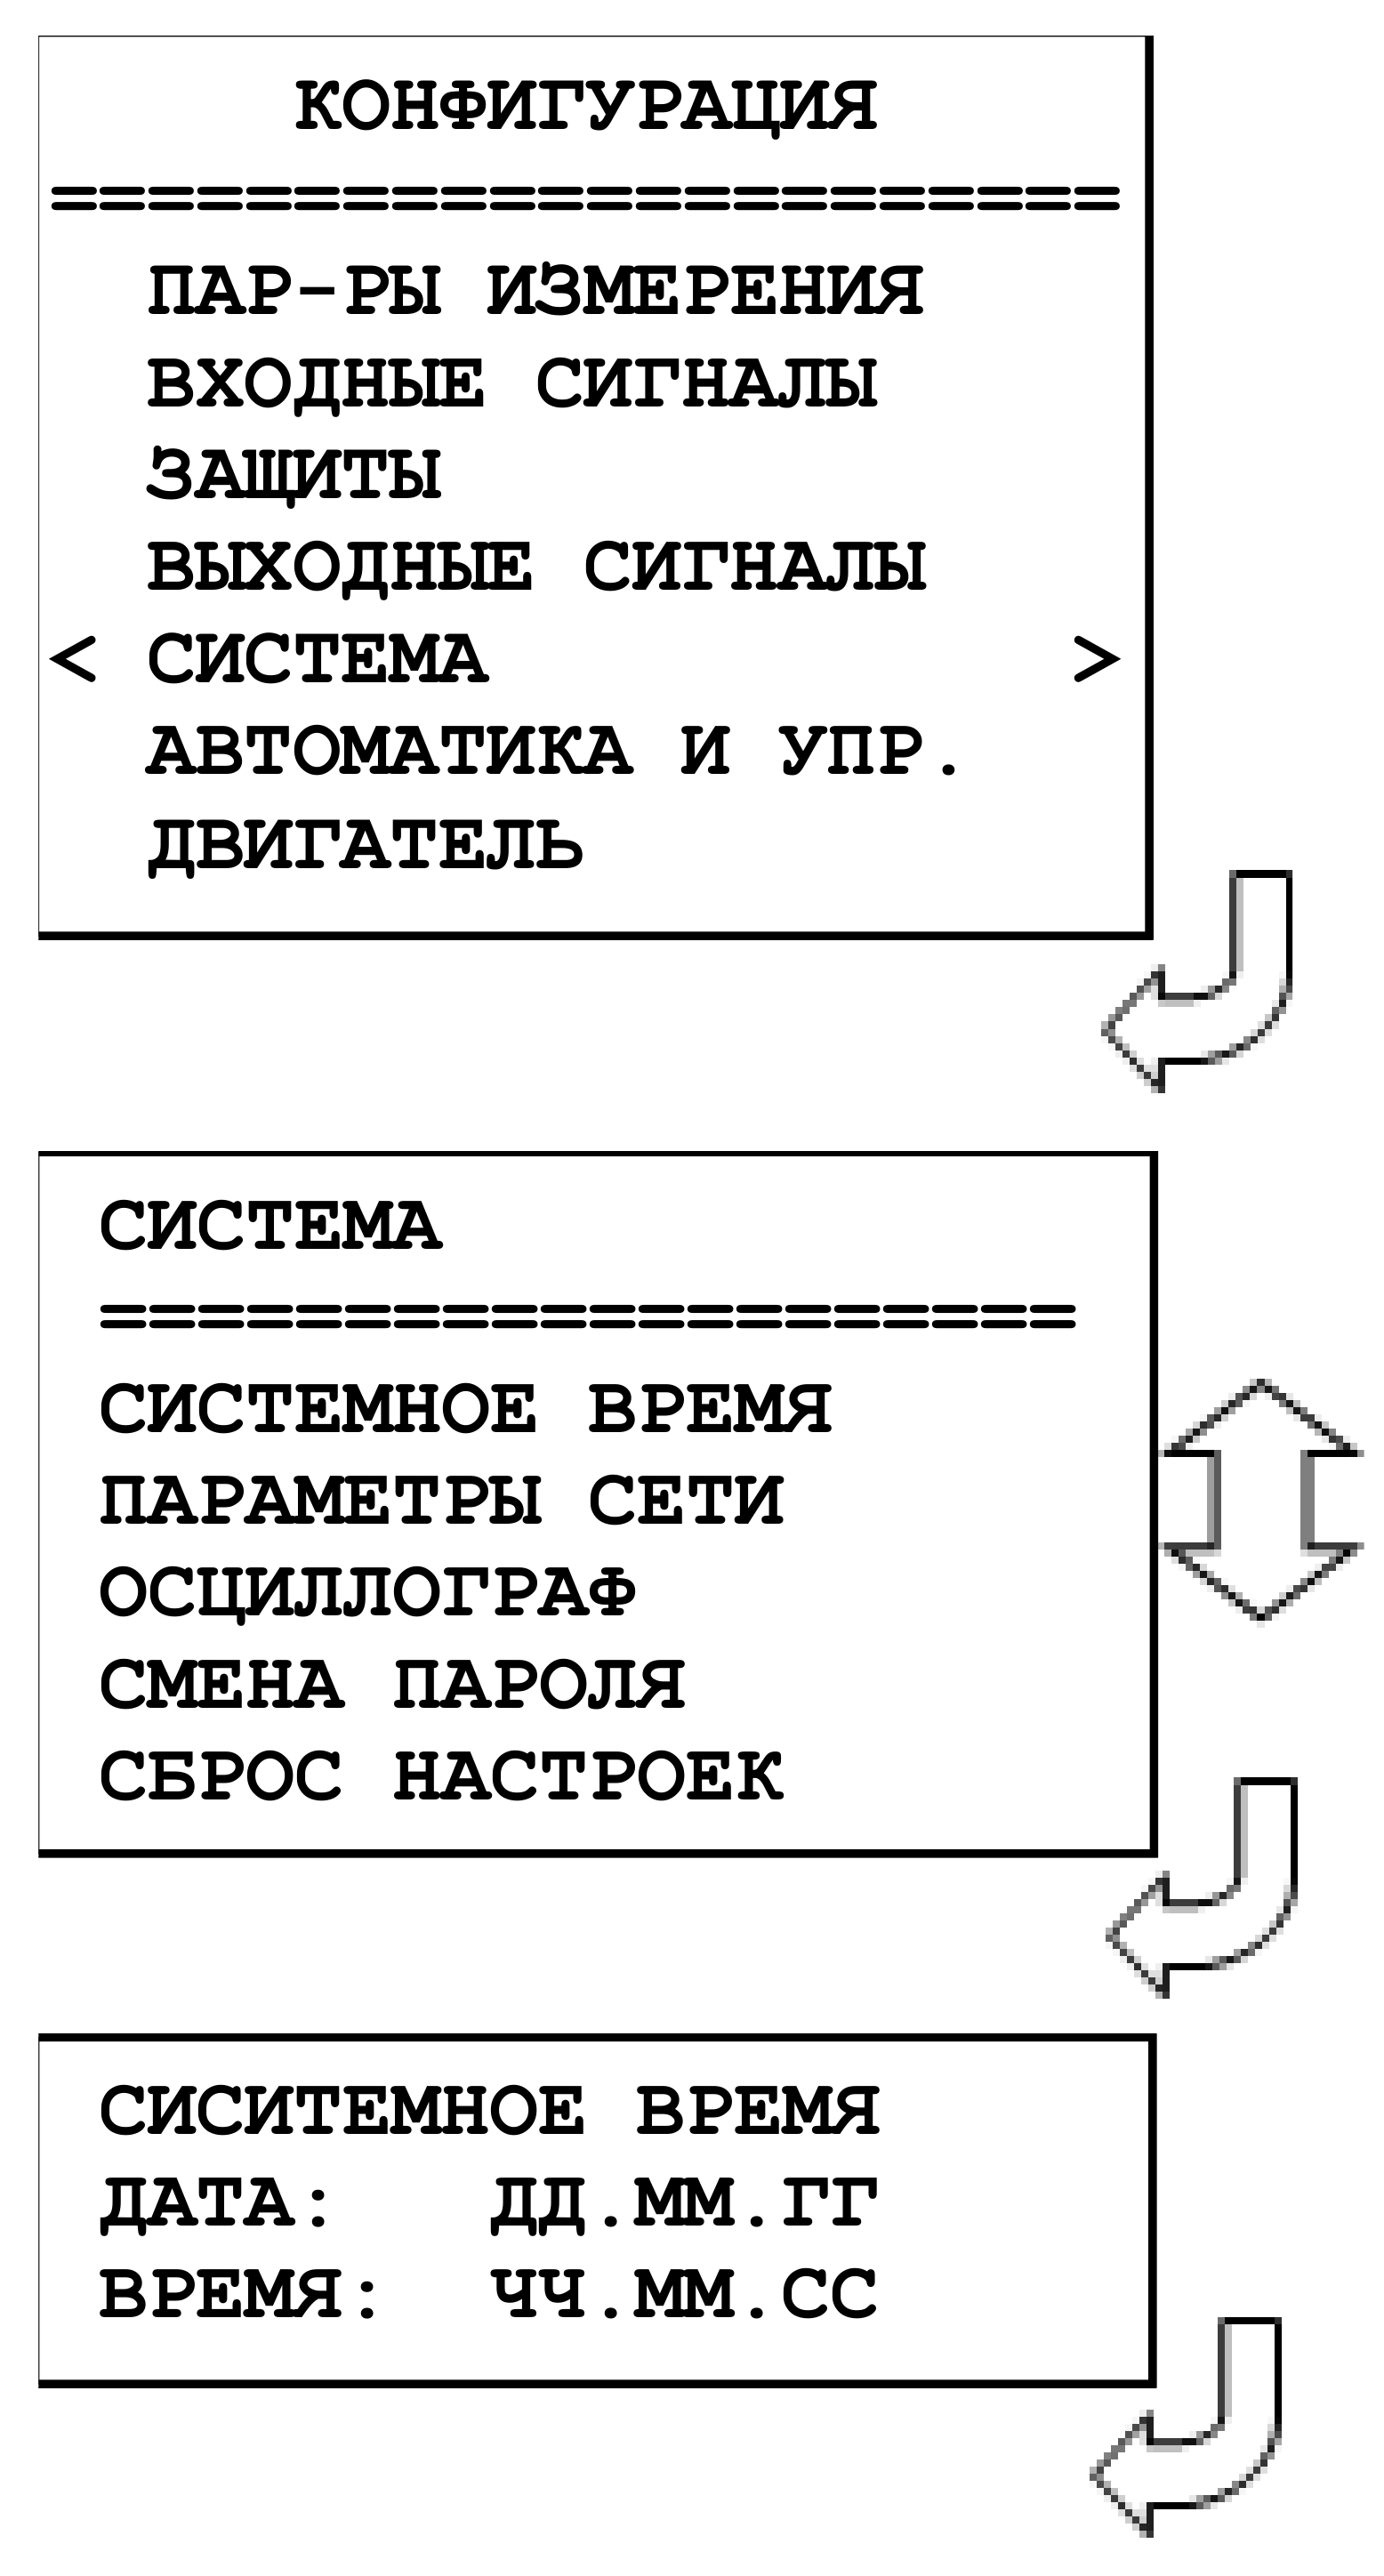 КОНФИГУРАЦИЯ
======================
ПАР-РЫ ИЗМЕРЕНИЯ
ВХОДНЫЕ СИГНАЛЫ
ЗАЩИТЫ
ВЫХОДНЫЕ СИГНАЛЫ
< СИСТЕМА >
АВТОМАТИКА И УПР.
ДВИГАТЕЛЬ
СИСТЕМА
====================
СИСТЕМНОЕ ВРЕМЯ
ПАРАМЕТРЫ СЕТИ
ОСЦИЛЛОГРАФ
СМЕНА ПАРОЛЯ
СБРОС НАСТРОЕК
СИСИТЕМНОЕ ВРЕМЯ
ДАТА: ДД.ММ.ГГ
ВРЕМЯ: ЧЧ.ММ.СС